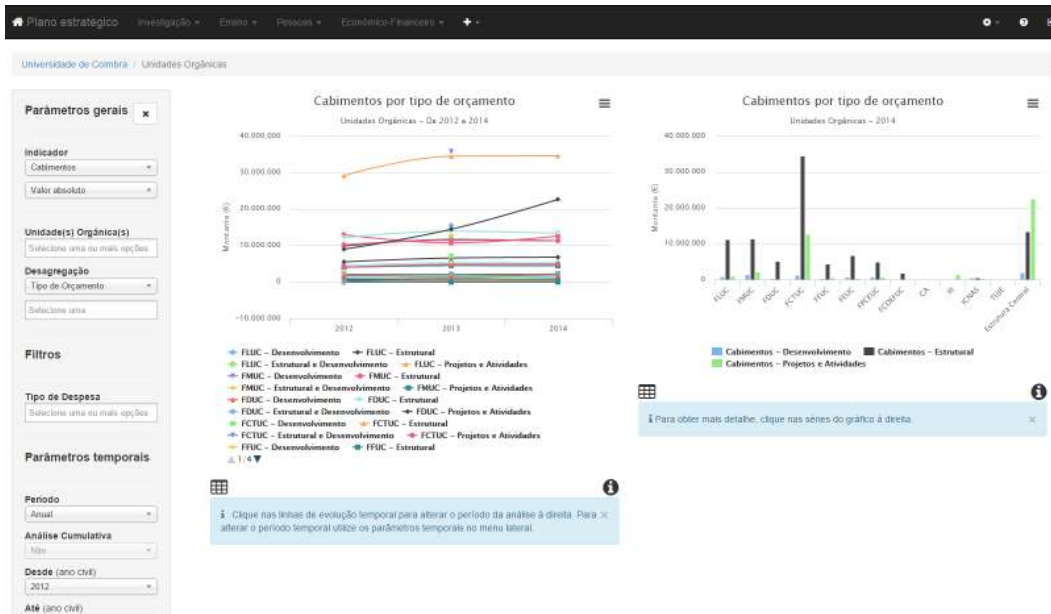 Plano estratégico Investigação Ensino Pessoas Económico-Financeiro
Universidade de Coimbra / Unidades Orgânicas
Parâmetros gerais ×
Indicador
Cabimentos
Valor absoluto
Unidade(s) Orgânica(s)
Selecione uma ou mais opções
Desagregação
Tipo de Orçamento
Selecione uma
Filtros
Tipo de Despesa
Selecione uma ou mais opções
Parâmetros temporais
Período
Anual
Análise Cumulativa
Não
Desde (ano civil)
2012
Até (ano civil)
Cabimentos por tipo de orçamento
Unidades Orgânicas – De 2012 a 2014
Montante (€)
40.000.000
30.000.000
20.000.000
10.000.000
0
−10.000.000
2012 2013 2014
FLUC – Desenvolvimento FLUC – Estrutural
FLUC – Estrutural e Desenvolvimento FLUC – Projetos e Atividades
FMUC – Desenvolvimento FMUC – Estrutural
FMUC – Estrutural e Desenvolvimento FMUC – Projetos e Atividades
FDUC – Desenvolvimento FDUC – Estrutural
FDUC – Estrutural e Desenvolvimento FDUC – Projetos e Atividades
FCTUC – Desenvolvimento FCTUC – Estrutural
FCTUC – Estrutural e Desenvolvimento FCTUC – Projetos e Atividades
FFUC – Desenvolvimento FFUC – Estrutural
1/4
Clique nas linhas de evolução temporal para alterar o período da análise à direita. Para ×
alterar o período temporal utilize os parâmetros temporais no menu lateral.
Cabimentos por tipo de orçamento
Unidades Orgânicas – 2014
Montante (€)
40.000.000
30.000.000
20.000.000
10.000.000
0
FLUC FMUC FDUC FCTUC FFUC FEUC FPCEUC FCDEFUC CA III ICNAS TUJE Estrutura Central
Cabimentos – Desenvolvimento Cabimentos – Estrutural
Cabimentos – Projetos e Atividades
Para obter mais detalhe, clique nas séries do gráfico à direita. ×